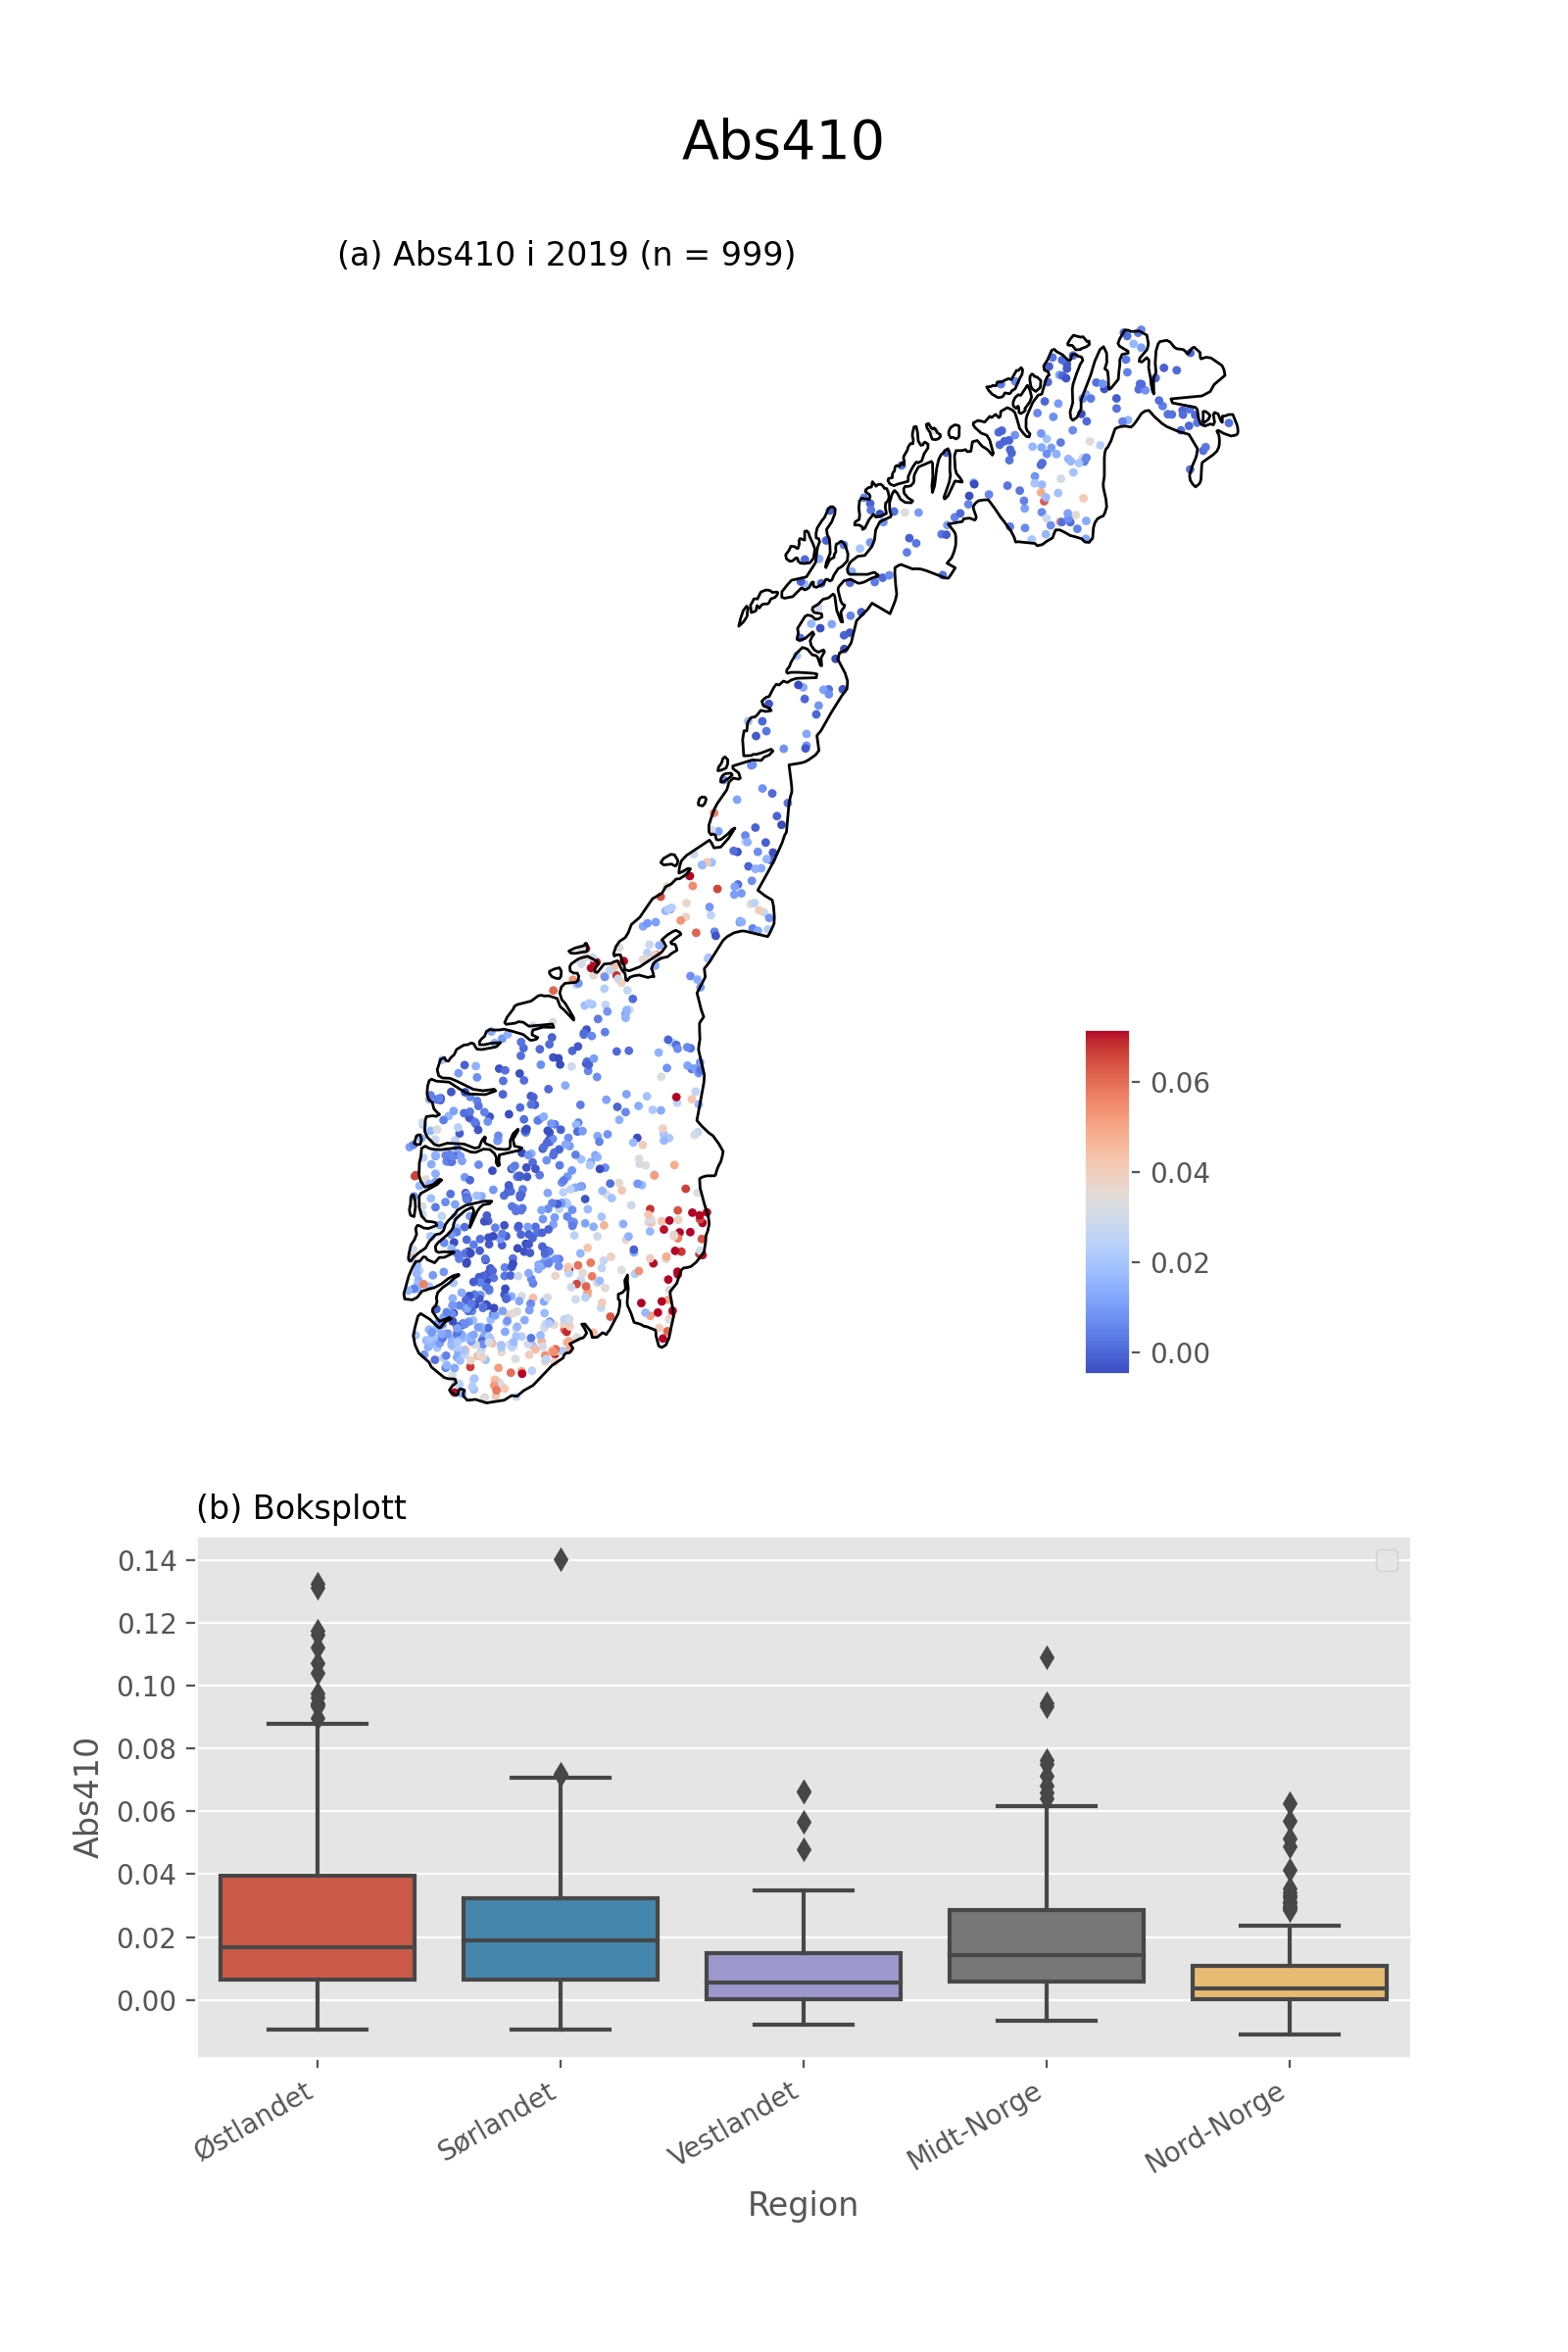 Abs410
(a) Abs410 i 2019 (n = 999)
0.06
0.04
0.02
0.00
(b) Boksplott
0.14
0.12
0.10
0.08
0.06
0.04
0.02
0.00
Abs410
Østlandet
Sørlandet
Vestlandet
Midt-Norge
Nord-Norge
Region